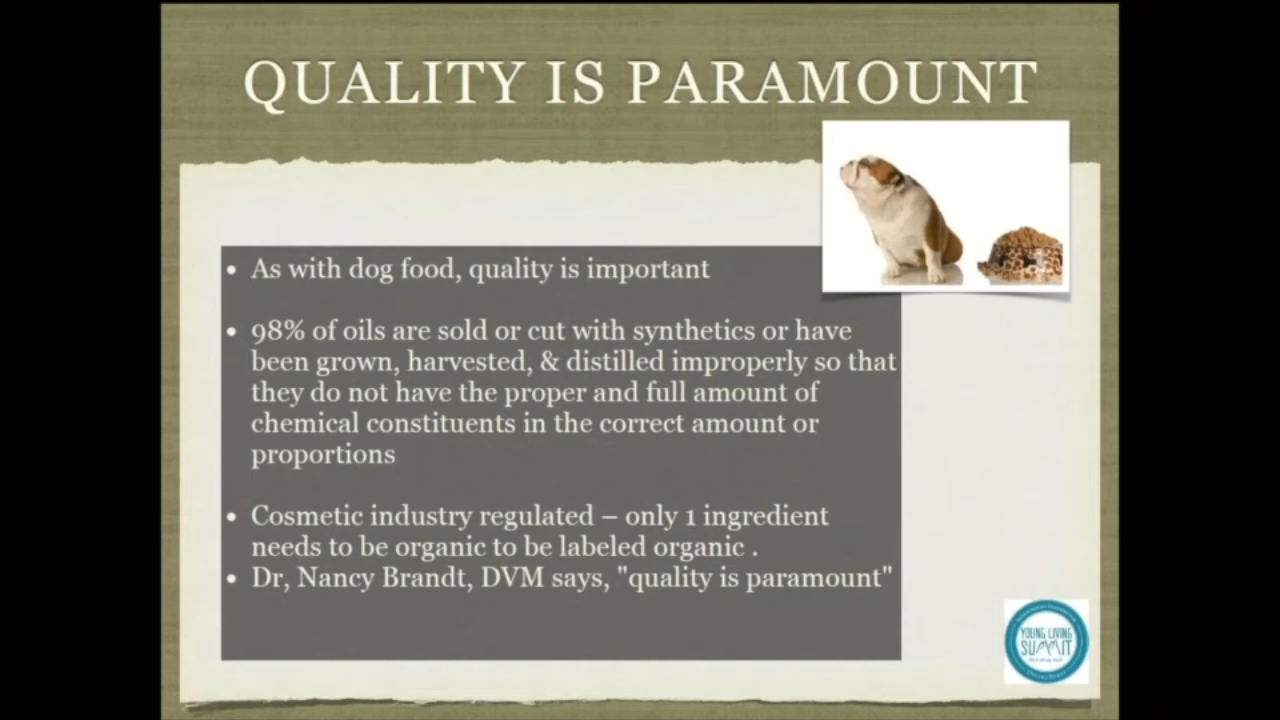 QUALITY IS PARAMOUNT
• As with dog food, quality is important
• 98% of oils are sold or cut with synthetics or have
been grown, harvested, & distilled improperly so that
they do not have the proper and full amount of
chemical constituents in the correct amount or
proportions
• Cosmetic industry regulated – only 1 ingredient
needs to be organic to be labeled organic .
• Dr, Nancy Brandt, DVM says, "quality is paramount"
YOUNG LIVING
SUMMIT